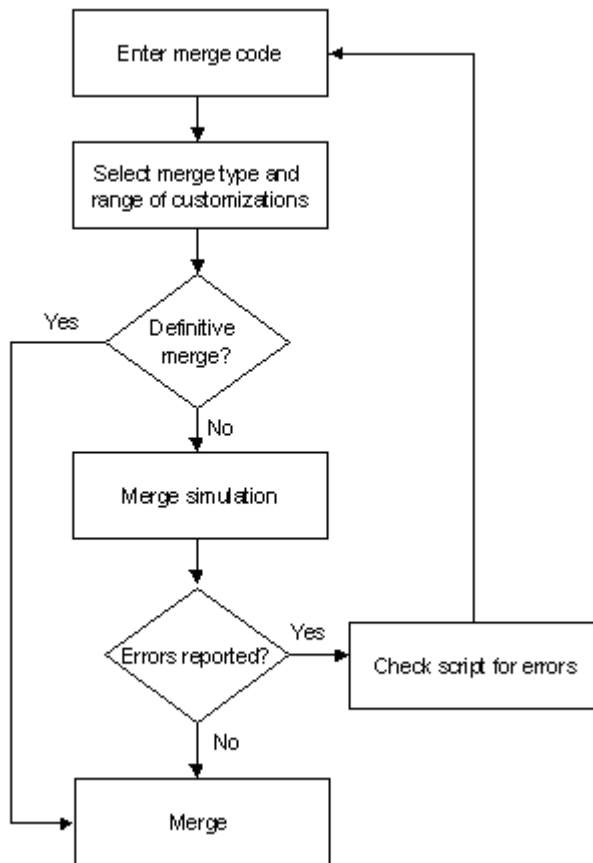 Enter merge code
Select merge type and
range of customizations
Yes
Definitive
merge?
No
Merge simulation
Errors reported?
Yes
Check script for errors
No
Merge